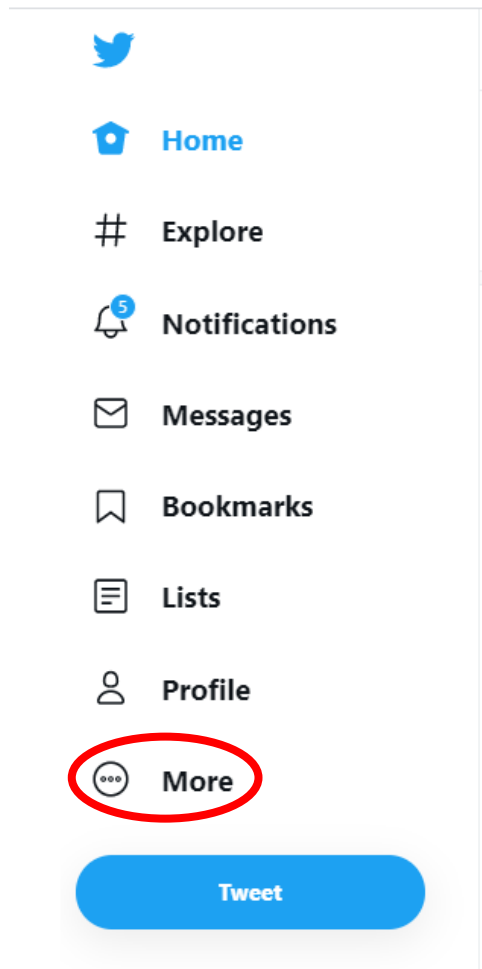 Home
Explore
5
Notifications
Messages
Bookmarks
Lists
Profile
More
Tweet